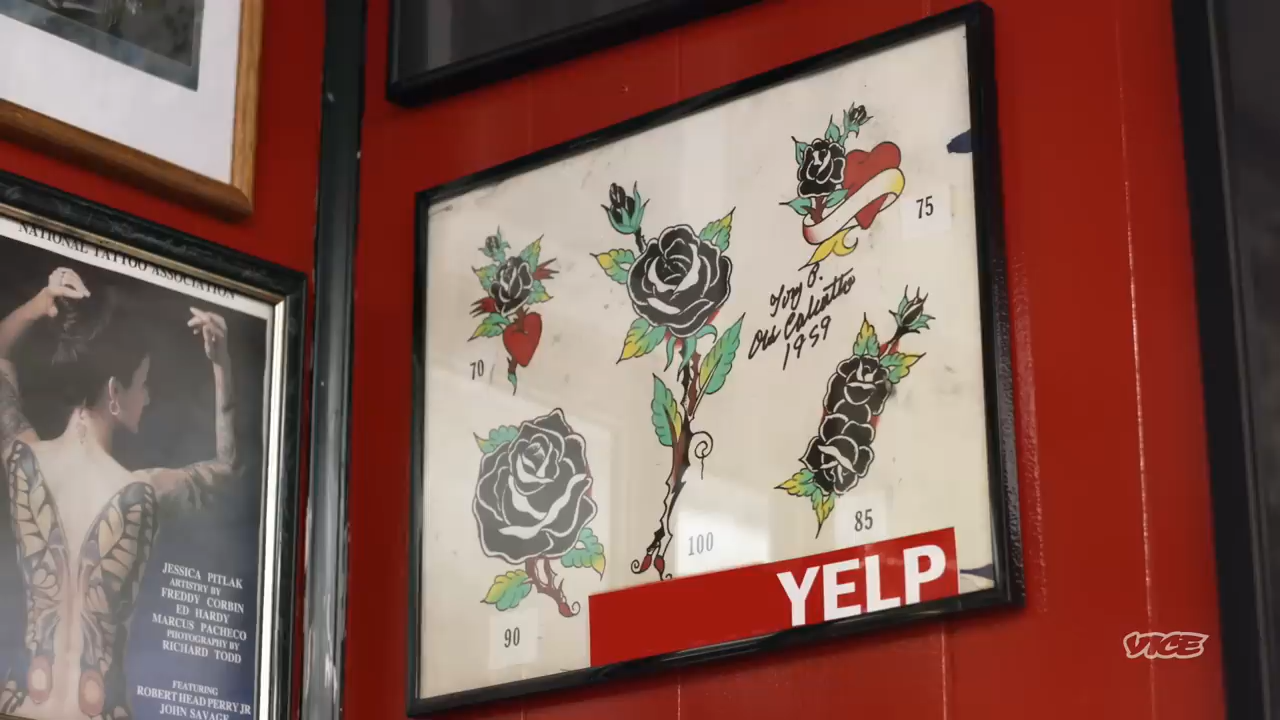 NATIONAL TATTOO ASSOCIATION
JESSICA PITLAK
ARTISTRY BY
FREDDY CORBIN
ED HARDY
MARCUS PACHECO
PHOTOGRAPHY BY
RICHARD TODD
FEATURING
ROBERT HEAD PERRY JR
JOHN SAVAGE
70
75
1959
90
100
85
YELP
VICE